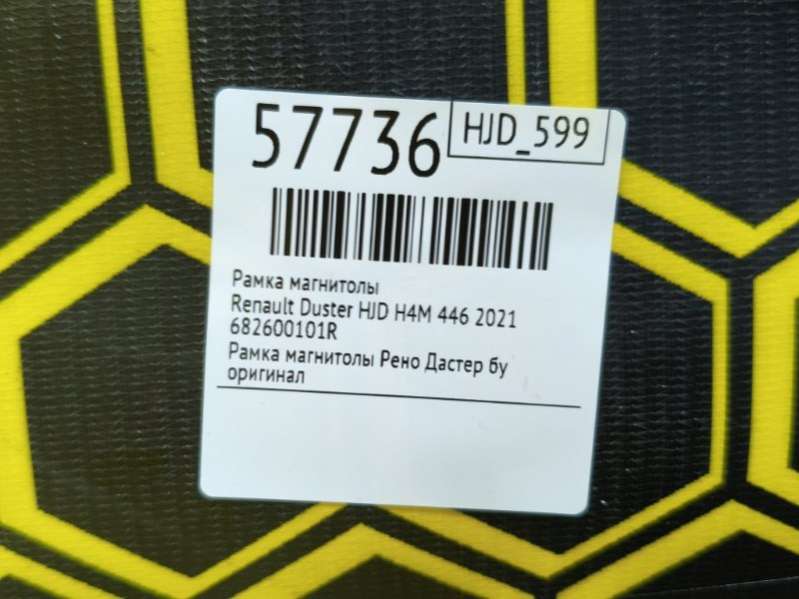 57736
HJD_599
Рамка магнитолы
Renault Duster HJD H4M 446 2021
682600101R
Рамка магнитолы Рено Дастер бу
оригинал